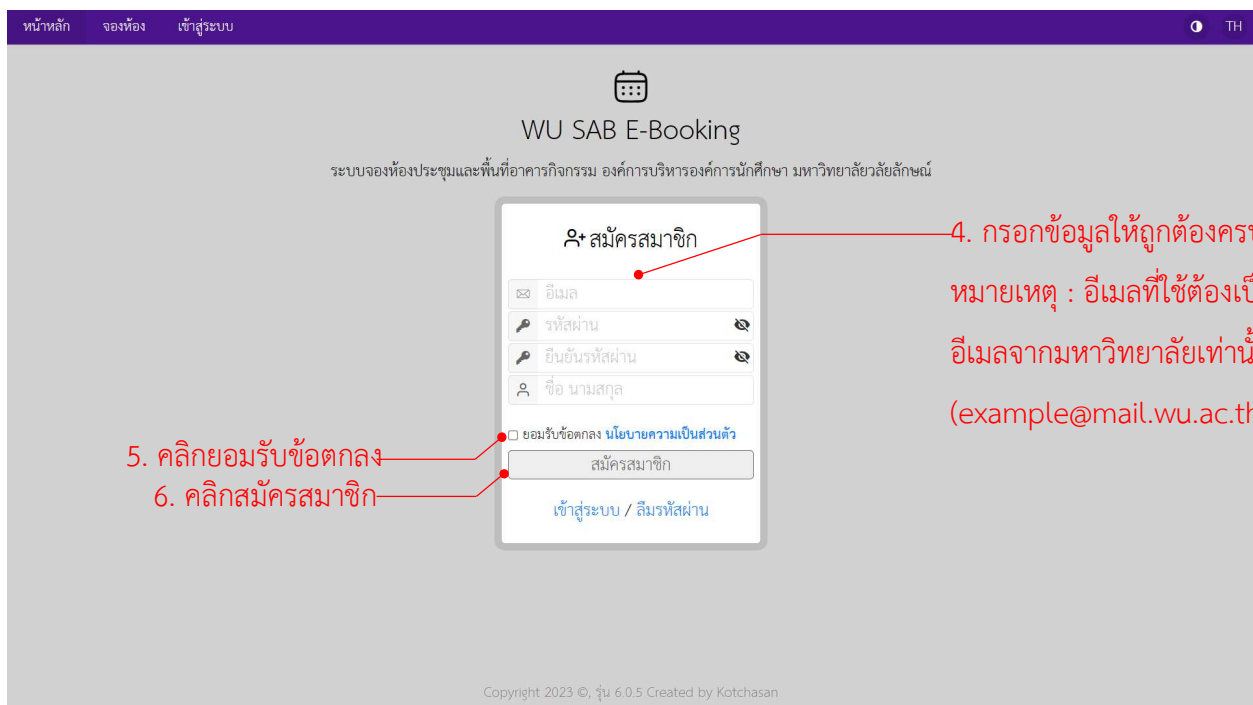 หน้าหลัก จองห้อง เข้าสู่ระบบ TH
WU SAB E-Booking
ระบบจองห้องประชุมและพื้นที่อาคารกิจกรรม องค์การบริหารองค์การนักศึกษา มหาวิทยาลัยวลัยลักษณ์
สมัครสมาชิก
อีเมล
รหัสผ่าน
ยืนยันรหัสผ่าน
ชื่อ นามสกุล
ยอมรับข้อตกลง นโยบายความเป็นส่วนตัว
สมัครสมาชิก
เข้าสู่ระบบ / ลืมรหัสผ่าน
4. กรอกข้อมูลให้ถูกต้อง
หมายเหตุ : อีเมลที่ใช้ต้อง
อีเมลจากมหาวิทยาลัย
(example@mail.wu.ac.th
5. คลิกยอมรับข้อตกลง
6. คลิกสมัครสมาชิก
Copyright 2023 ©, รุ่น 6.0.5 Created by Kotchasan